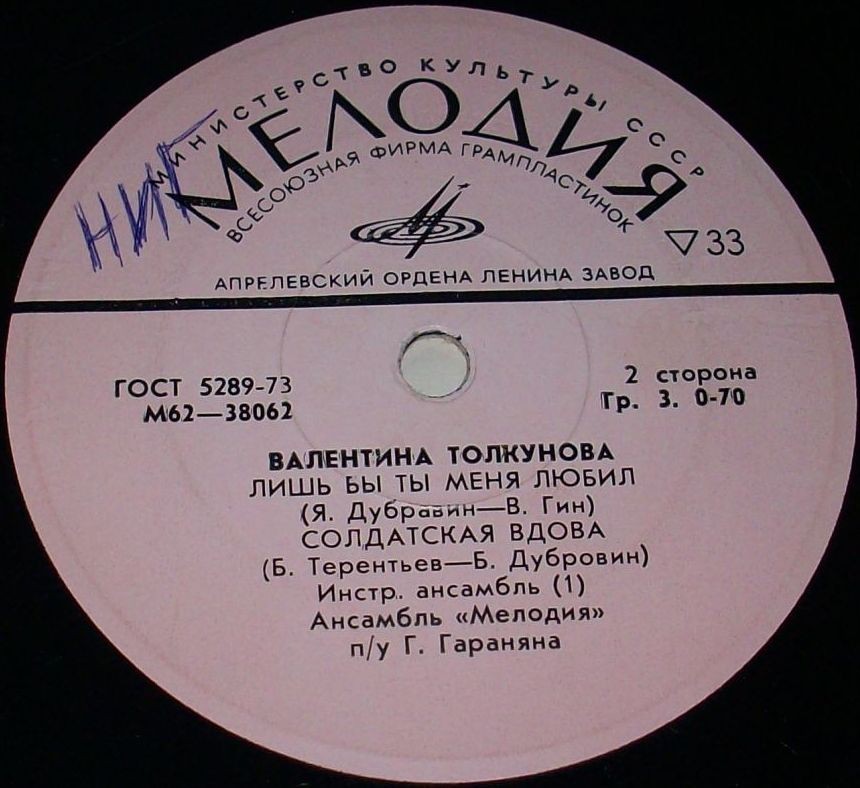 МИНИСТЕРСТВО КУЛЬТУРЫ СССР
МЕЛОДИЯ
ВСЕСОЮЗНАЯ ФИРМА ГРАМПЛАСТИНОК
33
АПРЕЛЕВСКИЙ ОРДЕНА ЛЕНИНА ЗАВОД
ГОСТ 5289-73
М62—38062
2 сторона
Гр. 3. 0-70
ВАЛЕНТИНА ТОЛКУНОВА
ЛИШЬ БЫ ТЫ МЕНЯ ЛЮБИЛ
(Я. Дубравин—В. Гин)
СОЛДАТСКАЯ ВДОВА
(Б. Терентьев—Б. Дубровин)
Инстр. ансамбль (1)
Ансамбль «Мелодия»
п/у Г. Гараняна